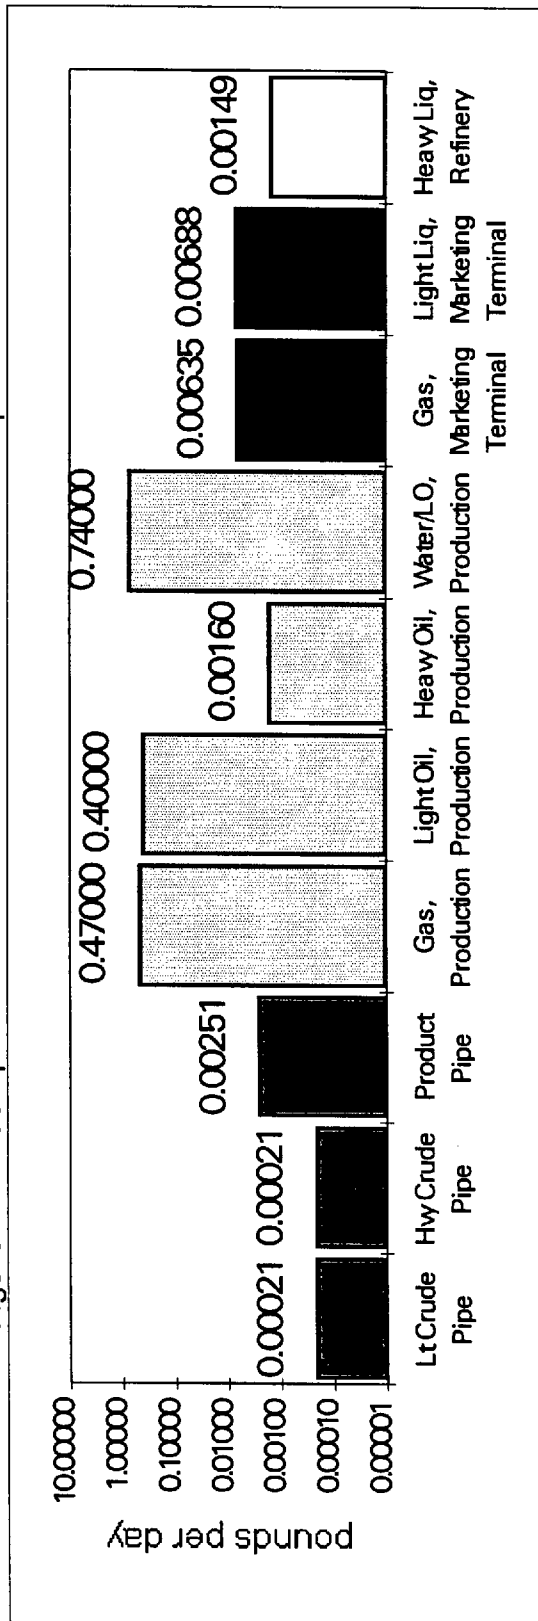 10.00000
1.00000
0.10000
0.01000
0.00100
0.00010
0.00001
pounds per day
0.00021
0.00021
0.00251
0.47000
0.40000
0.00160
0.74000
0.00635
0.00688
0.00149
Lt Crude
Pipe
Hwy Crude
Pipe
Product
Pipe
Gas,
Production
Light Oil,
Production
Heavy Oil,
Production
Water/LO,
Production
Gas,
Marketing
Terminal
Light Liq,
Marketing
Terminal
Heavy Liq,
Refinery